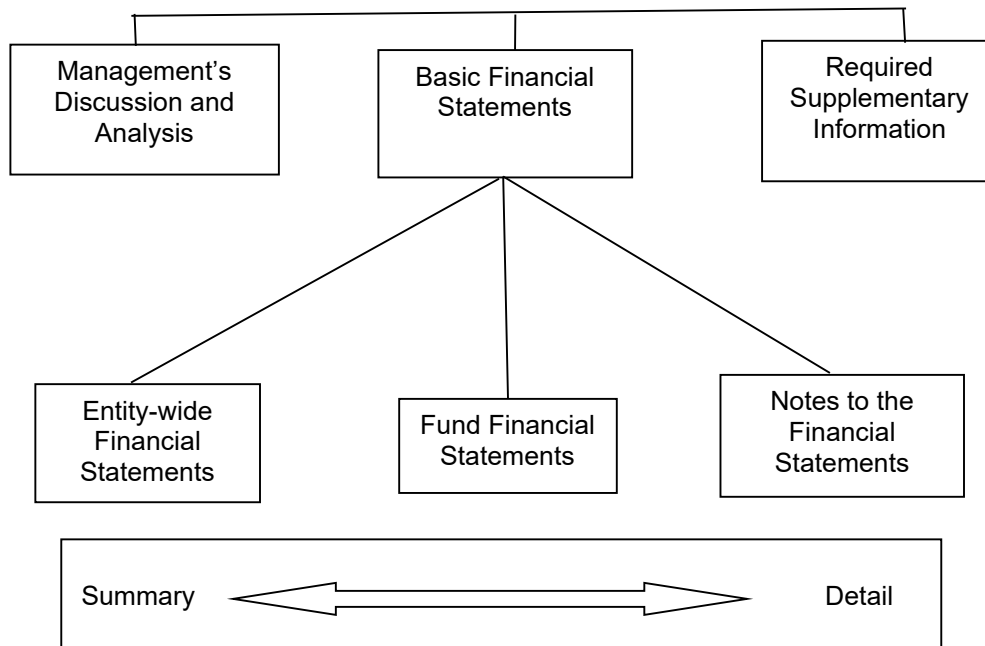 Management’s
Discussion and
Analysis
Basic Financial
Statements
Required
Supplementary
Information
Entity-wide
Financial
Statements
Fund Financial
Statements
Notes to the
Financial
Statements
Summary
Detail